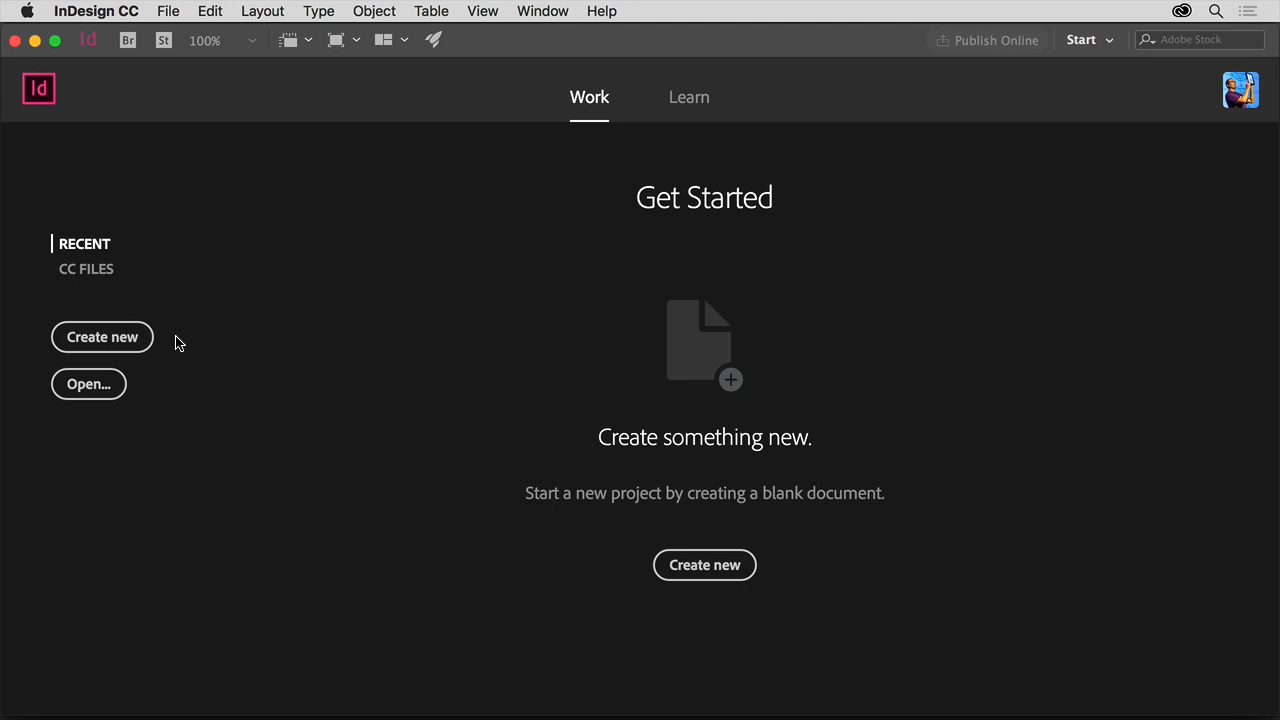 InDesign CC File Edit Layout Type Object Table View Window Help
Id Br St 100% Publish Online Start Adobe Stock
Id Work Learn
Get Started
RECENT
CC FILES
Create new
Open...
Create something new.
Start a new project by creating a blank document.
Create new